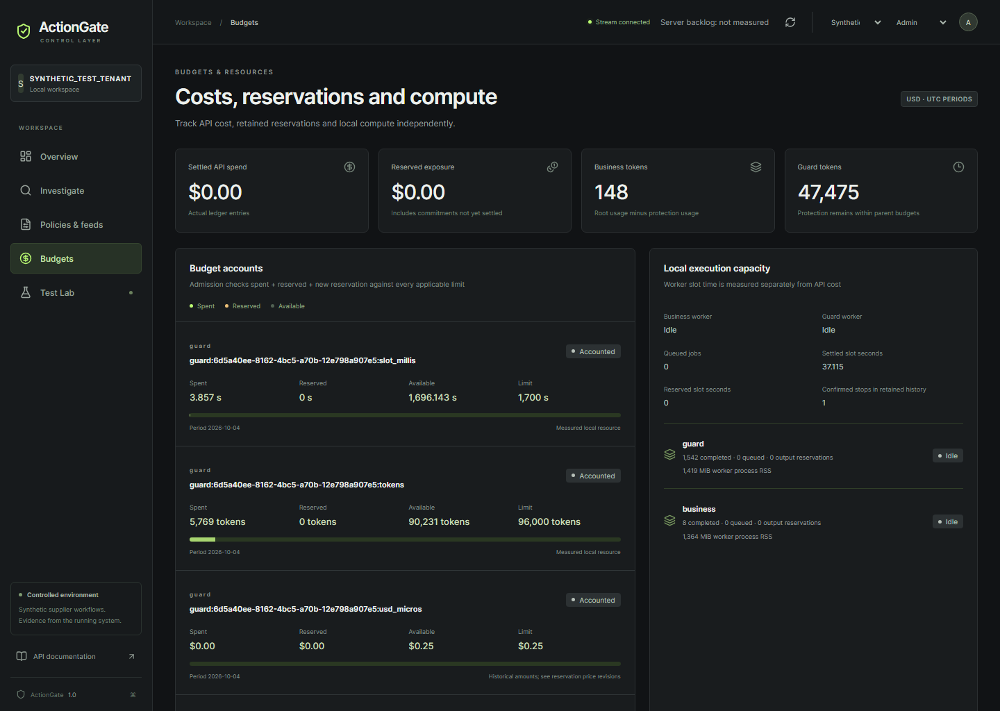 ActionGate
CONTROL LAYER
S
SYNTHETIC_TEST_TENANT
Local workspace
WORKSPACE
Overview
Investigate
Policies & feeds
Budgets
Test Lab
Controlled environment
Synthetic supplier workflows.
Evidence from the running system.
API documentation
ActionGate 1.0
⌘
Workspace / Budgets
Stream connected
Server backlog: not measured
Syntheti
Admin
A
BUDGETS & RESOURCES
Costs, reservations and compute
Track API cost, retained reservations and local compute independently.
USD · UTC PERIODS
Settled API spend
$0.00
Actual ledger entries
Reserved exposure
$0.00
Includes commitments not yet settled
Business tokens
148
Root usage minus protection usage
Guard tokens
47,475
Protection remains within parent budgets
Budget accounts
Admission checks spent + reserved + new reservation against every applicable limit
Spent Reserved Available
guard
guard:6d5a40ee-8162-4bc5-a70b-12e798a907e5:slot_millis
Accounted
Spent Reserved Available Limit
3.857 s 0 s 1,696.143 s 1,700 s
Period 2026-10-04 Measured local resource
guard
guard:6d5a40ee-8162-4bc5-a70b-12e798a907e5:tokens
Accounted
Spent Reserved Available Limit
5,769 tokens 0 tokens 90,231 tokens 96,000 tokens
Period 2026-10-04 Measured local resource
guard
guard:6d5a40ee-8162-4bc5-a70b-12e798a907e5:usd_micros
Accounted
Spent Reserved Available Limit
$0.00 $0.00 $0.25 $0.25
Period 2026-10-04 Historical amounts; see reservation price revisions
Local execution capacity
Worker slot time is measured separately from API cost
Business worker Guard worker
Idle Idle
Queued jobs Settled slot seconds
0 37.115
Reserved slot seconds Confirmed stops in retained history
0 1
guard
1,542 completed · 0 queued · 0 output reservations
1,419 MiB worker process RSS
Idle
business
8 completed · 0 queued · 0 output reservations
1,364 MiB worker process RSS
Idle